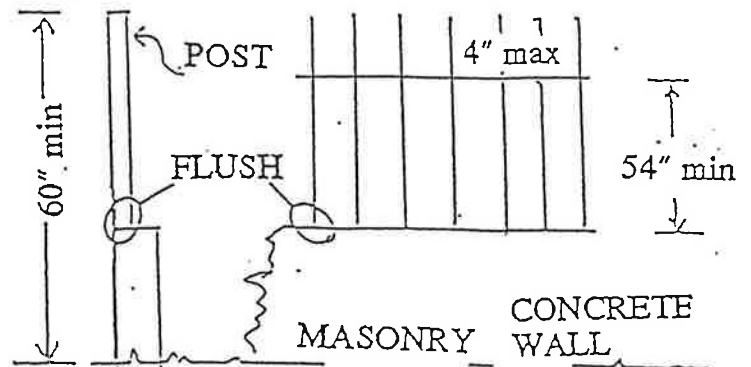 POST
4" max
60" min
FLUSH
54" min
MASONRY
CONCRETE
WALL